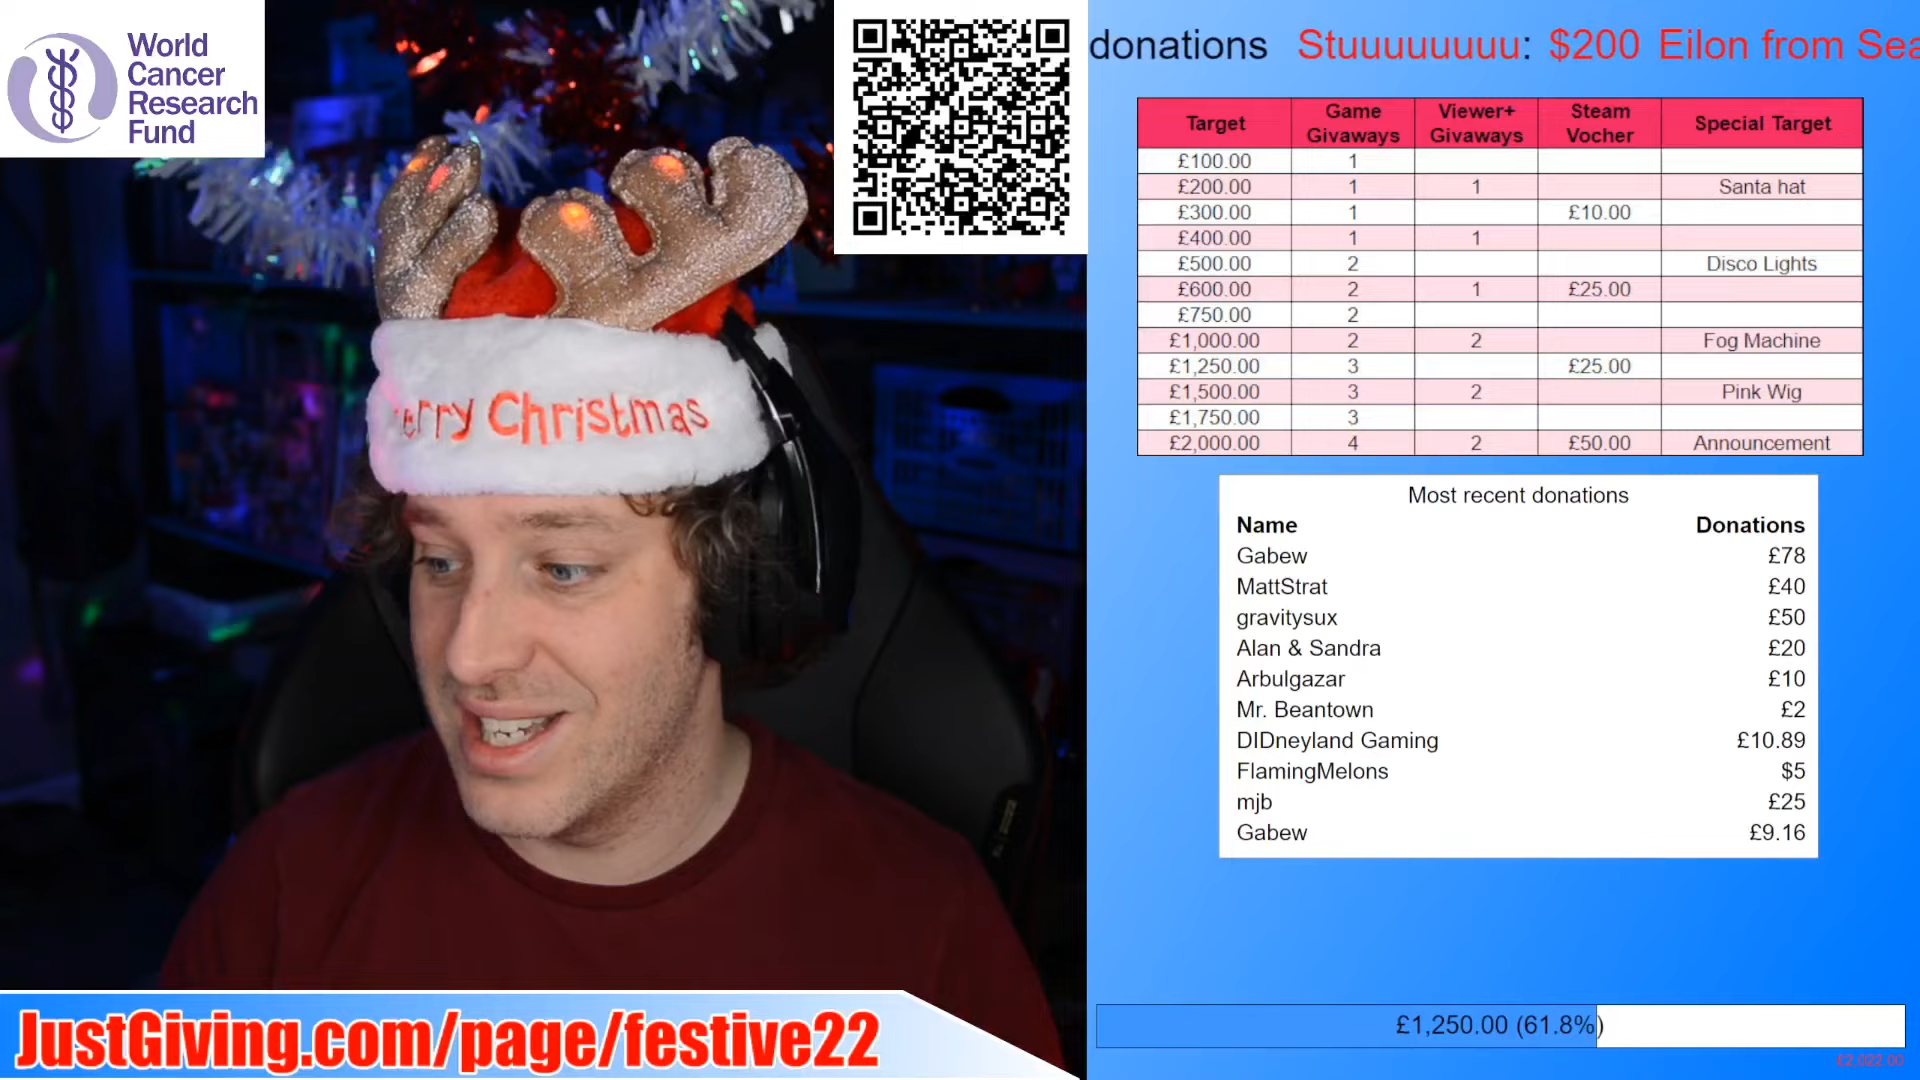 World
Cancer
Research
Fund
erry Christmas
JustGiving.com/page/festive22
donations Stuuuuuuuu: $200 Eilon from Sea
Target Game Givaways Viewer+ Givaways Steam Vocher Special Target
£100.00 1
£200.00 1 1 Santa hat
£300.00 1 £10.00
£400.00 1 1
£500.00 2 Disco Lights
£600.00 2 1 £25.00
£750.00 2
£1,000.00 2 2 Fog Machine
£1,250.00 3 £25.00
£1,500.00 3 2 Pink Wig
£1,750.00 3
£2,000.00 4 2 £50.00 Announcement
Most recent donations
Name Donations
Gabew £78
MattStrat £40
gravitysux £50
Alan & Sandra £20
Arbulgazar £10
Mr. Beantown £2
DIDneyland Gaming £10.89
FlamingMelons $5
mjb £25
Gabew £9.16
£1,250.00 (61.8%)
£2,022.00